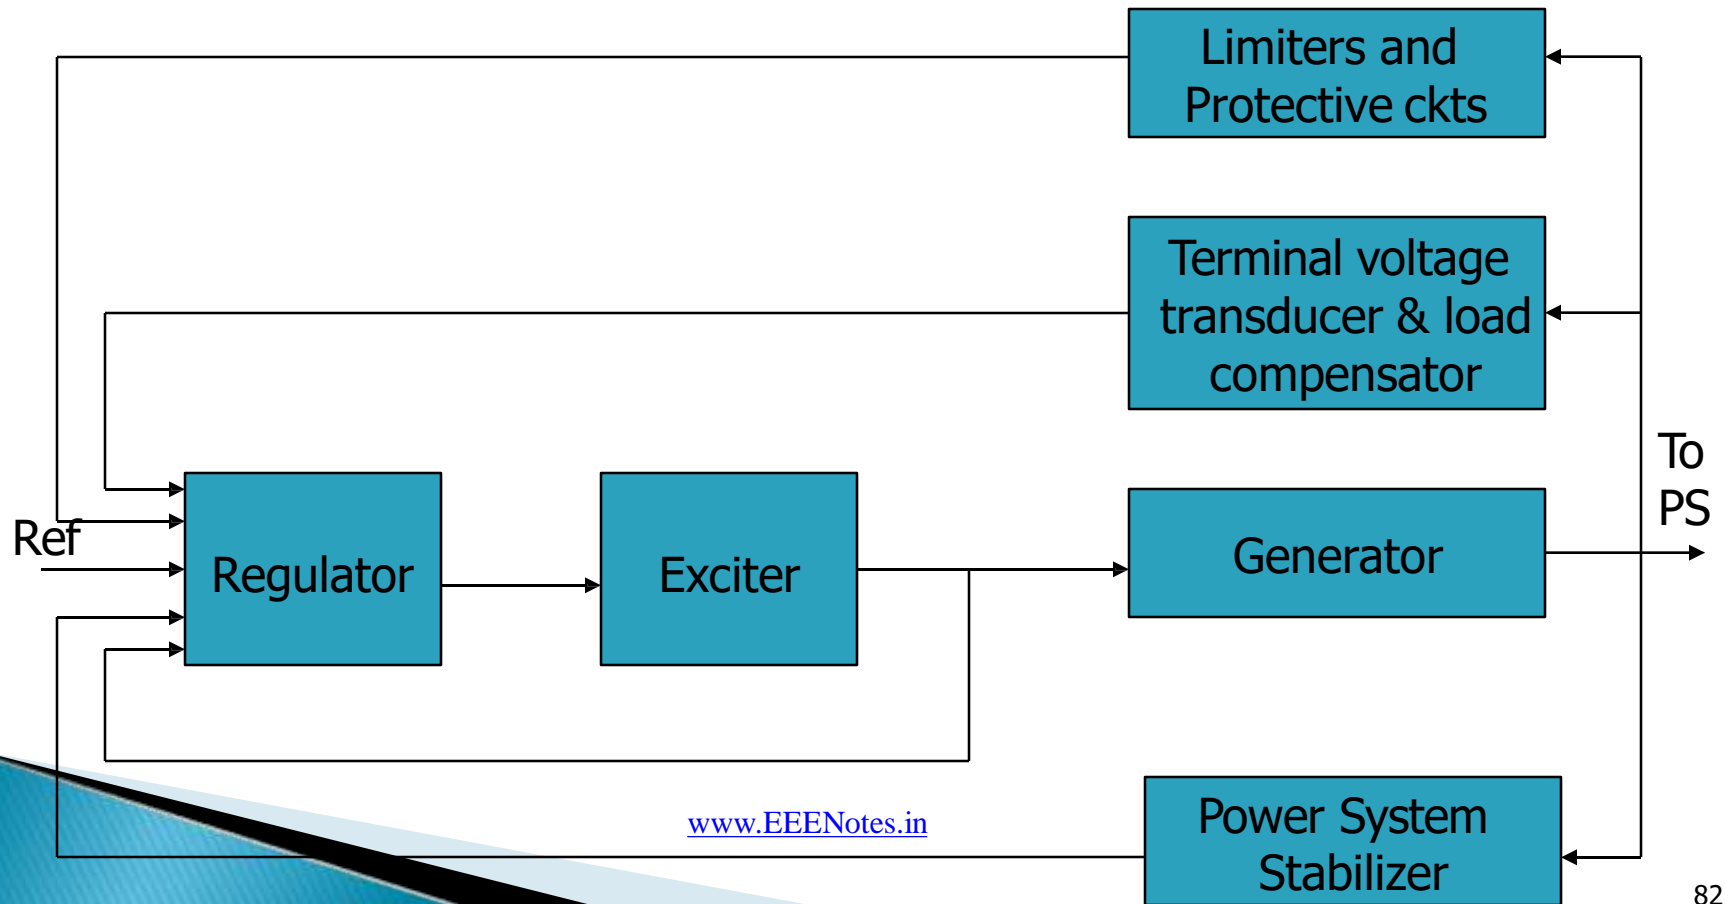 Limiters and
Protective ckts
Terminal voltage
transducer & load
compensator
To
PS
Ref
Regulator
Exciter
Generator
www.EEENotes.in
Power System
Stabilizer
82